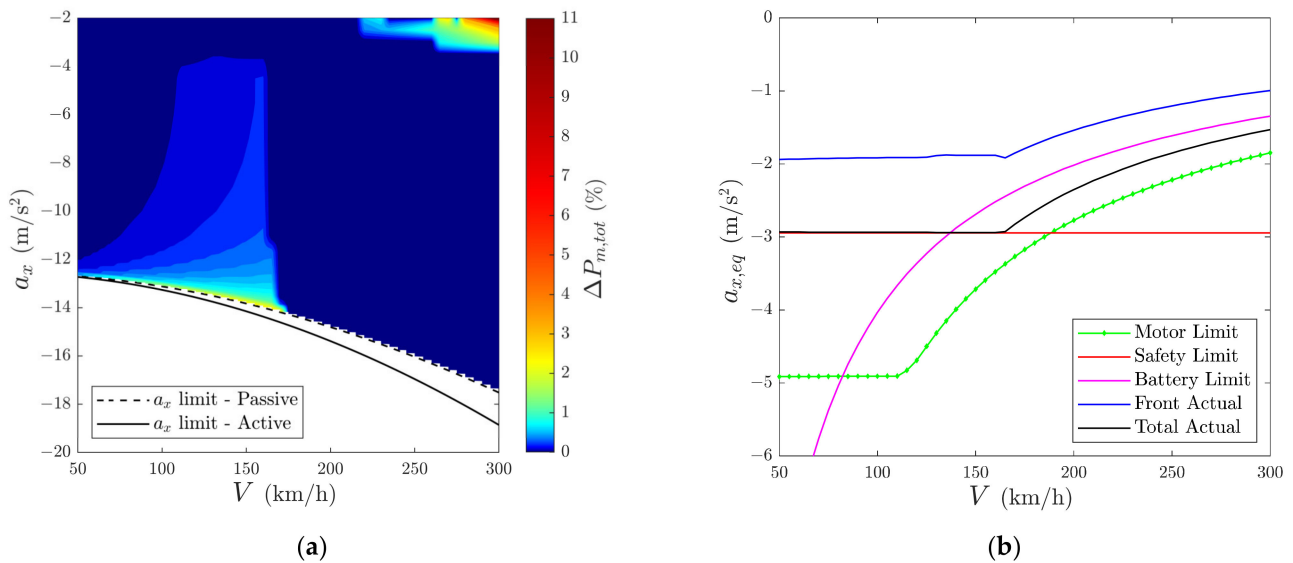 −2
−4
−6
−8
−10
−12
−14
−16
−18
−20
a_x (m/s²)
50
100
150
200
250
300
V (km/h)
a_x limit - Passive
a_x limit - Active
11
10
9
8
7
6
5
4
3
2
1
0
ΔP_{m,tot} (%)
(a)
0
-1
-2
-3
-4
-5
-6
a_{x,eq} (m/s²)
50
100
150
200
250
300
V (km/h)
Motor Limit
Safety Limit
Battery Limit
Front Actual
Total Actual
(b)